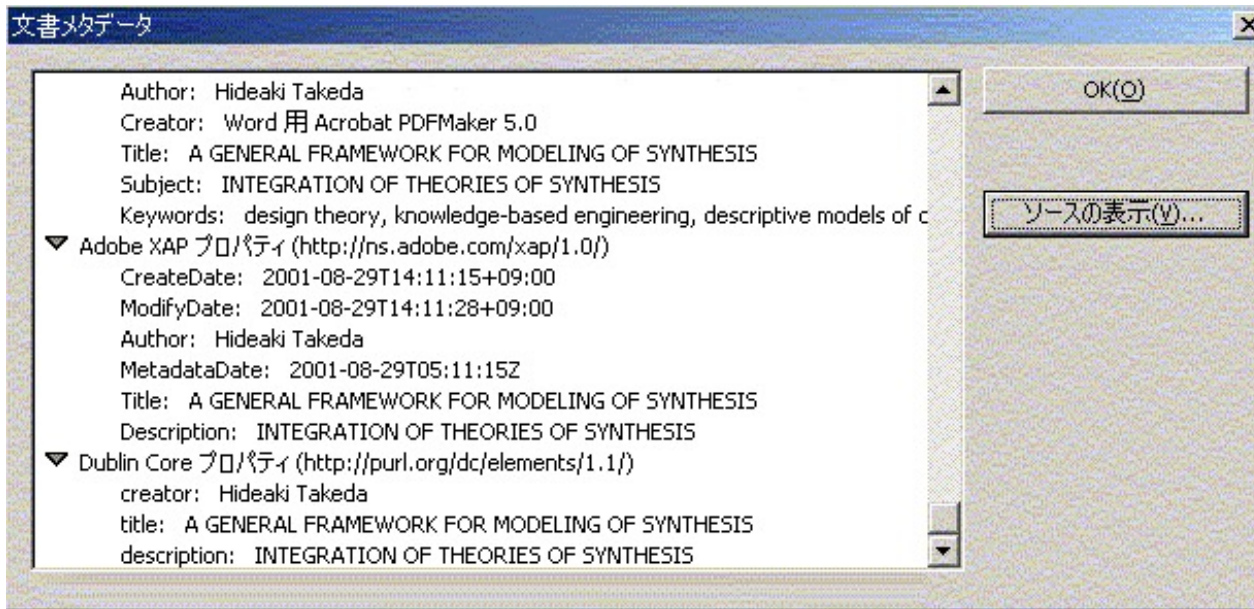 文書メタデータ
Author: Hideaki Takeda
Creator: Word 用 Acrobat PDFMaker 5.0
Title: A GENERAL FRAMEWORK FOR MODELING OF SYNTHESIS
Subject: INTEGRATION OF THEORIES OF SYNTHESIS
Keywords: design theory, knowledge-based engineering, descriptive models of
Adobe XAP プロパティ (http://ns.adobe.com/xap/1.0/)
CreateDate: 2001-08-29T14:11:15+09:00
ModifyDate: 2001-08-29T14:11:28+09:00
Author: Hideaki Takeda
MetadataDate: 2001-08-29T05:11:15Z
Title: A GENERAL FRAMEWORK FOR MODELING OF SYNTHESIS
Description: INTEGRATION OF THEORIES OF SYNTHESIS
Dublin Core プロパティ (http://purl.org/dc/elements/1.1/)
creator: Hideaki Takeda
title: A GENERAL FRAMEWORK FOR MODELING OF SYNTHESIS
description: INTEGRATION OF THEORIES OF SYNTHESIS
OK(O)
ソースの表示(V)...